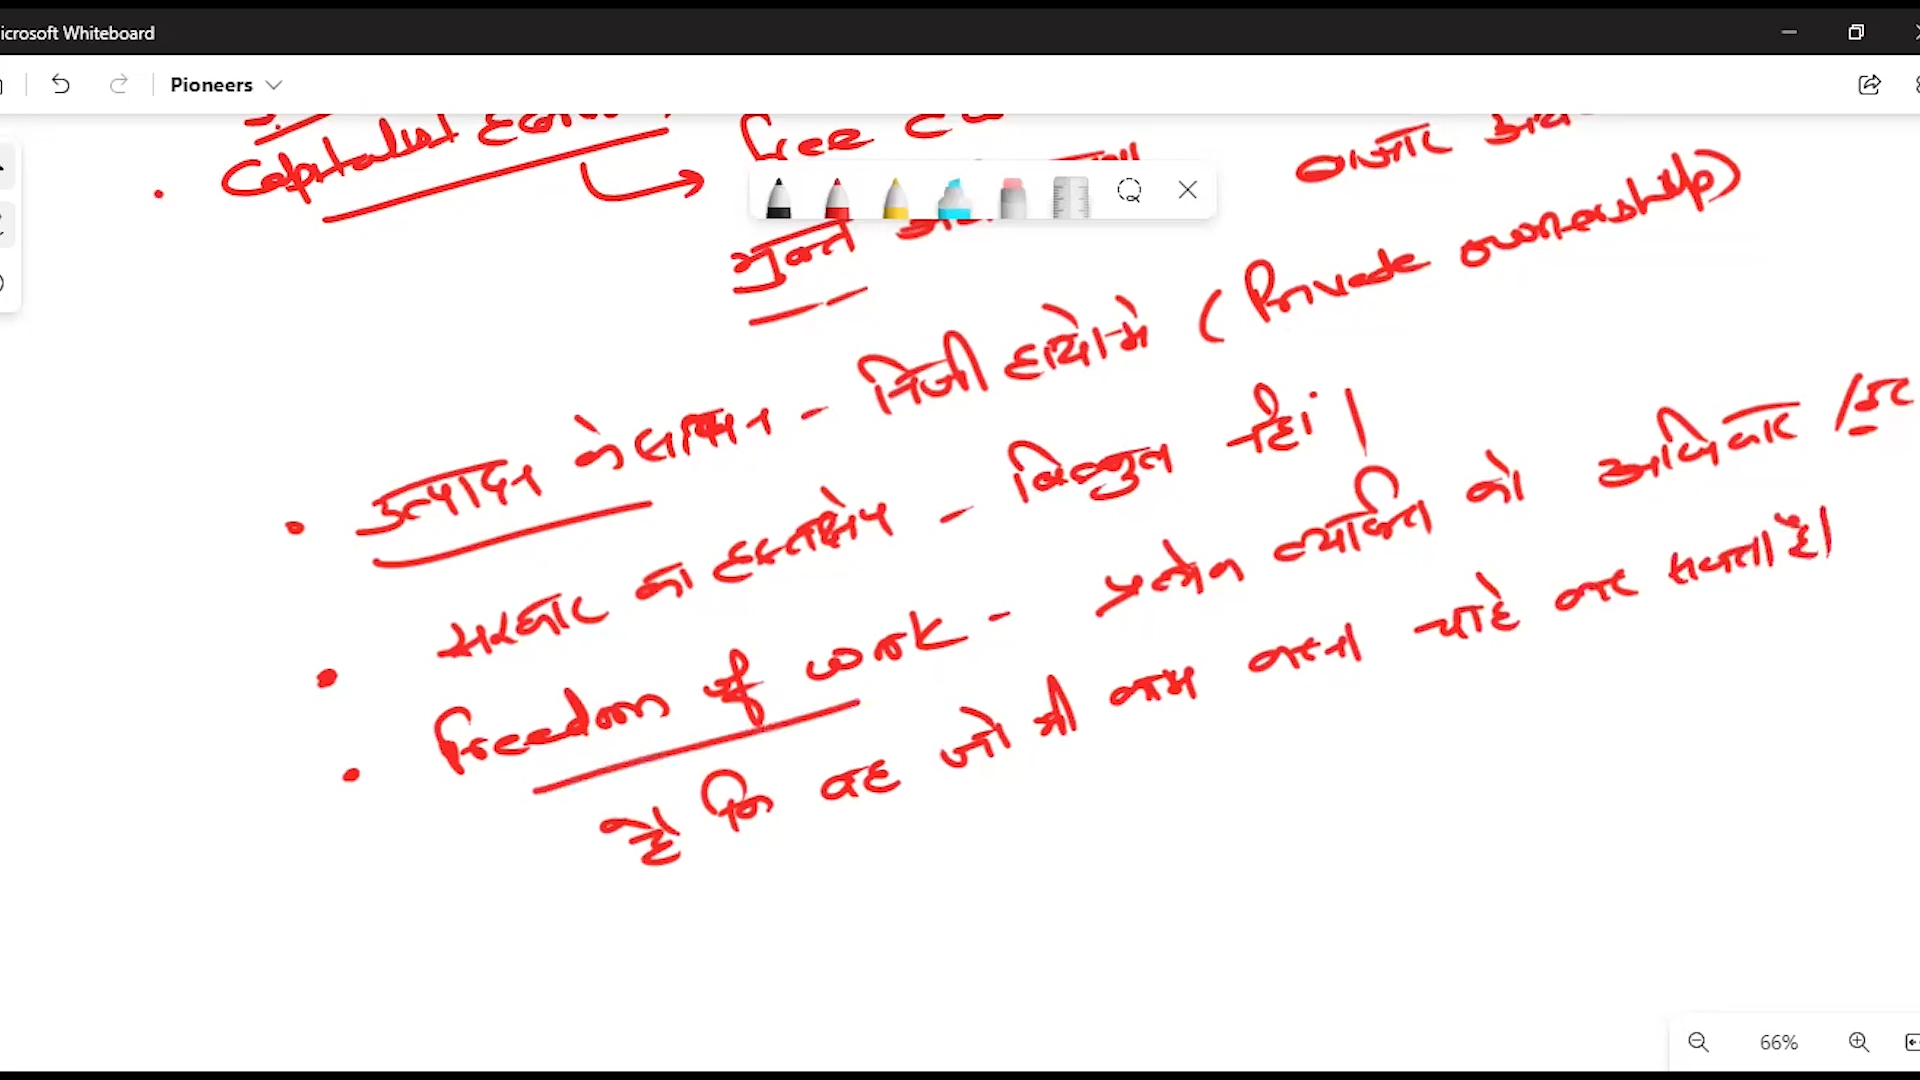 icrosoft Whiteboard
Pioneers
Capitalist
free
बाजार
मुक्त
• उत्पादन के साधन - निजी हाथो में (Private ownership)
• सरकार का हस्तक्षेप - बिल्कुल नहीं।
• freedom of work - प्रत्येक व्यक्ति को अधिकार / छूट
है कि वह जो भी काम करना चाहे कर सकता है।
66%